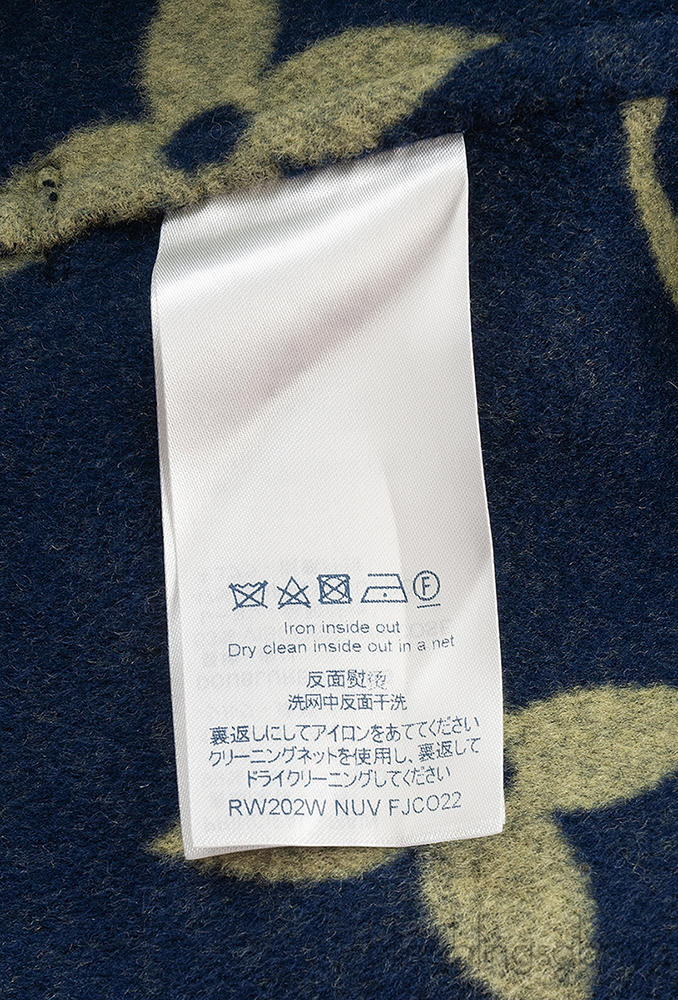 F
Iron inside out
Dry clean inside out in a net
反面熨烫
洗网中反面干洗
裏返しにしてアイロンをあててください
クリーニングネットを使用し、裏返して
ドライクリーニングしてください
RW202W NUV FJCO22